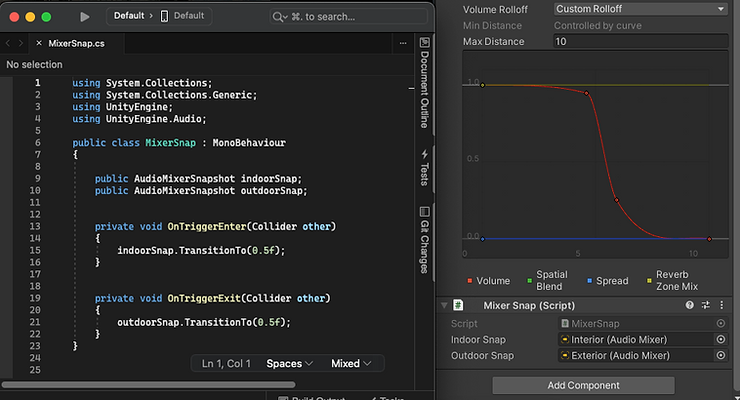 Default › Default
⌘. to search...
MixerSnap.cs
No selection
1 using System.Collections;
2 using System.Collections.Generic;
3 using UnityEngine;
4 using UnityEngine.Audio;
5
6 public class MixerSnap : MonoBehaviour
7 {
8
9 public AudioMixerSnapshot indoorSnap;
10 public AudioMixerSnapshot outdoorSnap;
11
12
13 private void OnTriggerEnter(Collider other)
14 {
15 indoorSnap.TransitionTo(0.5f);
16 }
17
18
19 private void OnTriggerExit(Collider other)
20 {
21 outdoorSnap.TransitionTo(0.5f);
22 }
23 }
24
25
Ln 1, Col 1 Spaces Mixed
Build Output Tasks
Document Outline
Tests
Git Changes
Volume Rolloff Custom Rolloff
Min Distance Controlled by curve
Max Distance 10
1.0
0.5
0.0
0 5 10
Volume Spatial Blend Spread Reverb Zone Mix
Mixer Snap (Script)
Script MixerSnap
Indoor Snap Interior (Audio Mixer)
Outdoor Snap Exterior (Audio Mixer)
Add Component